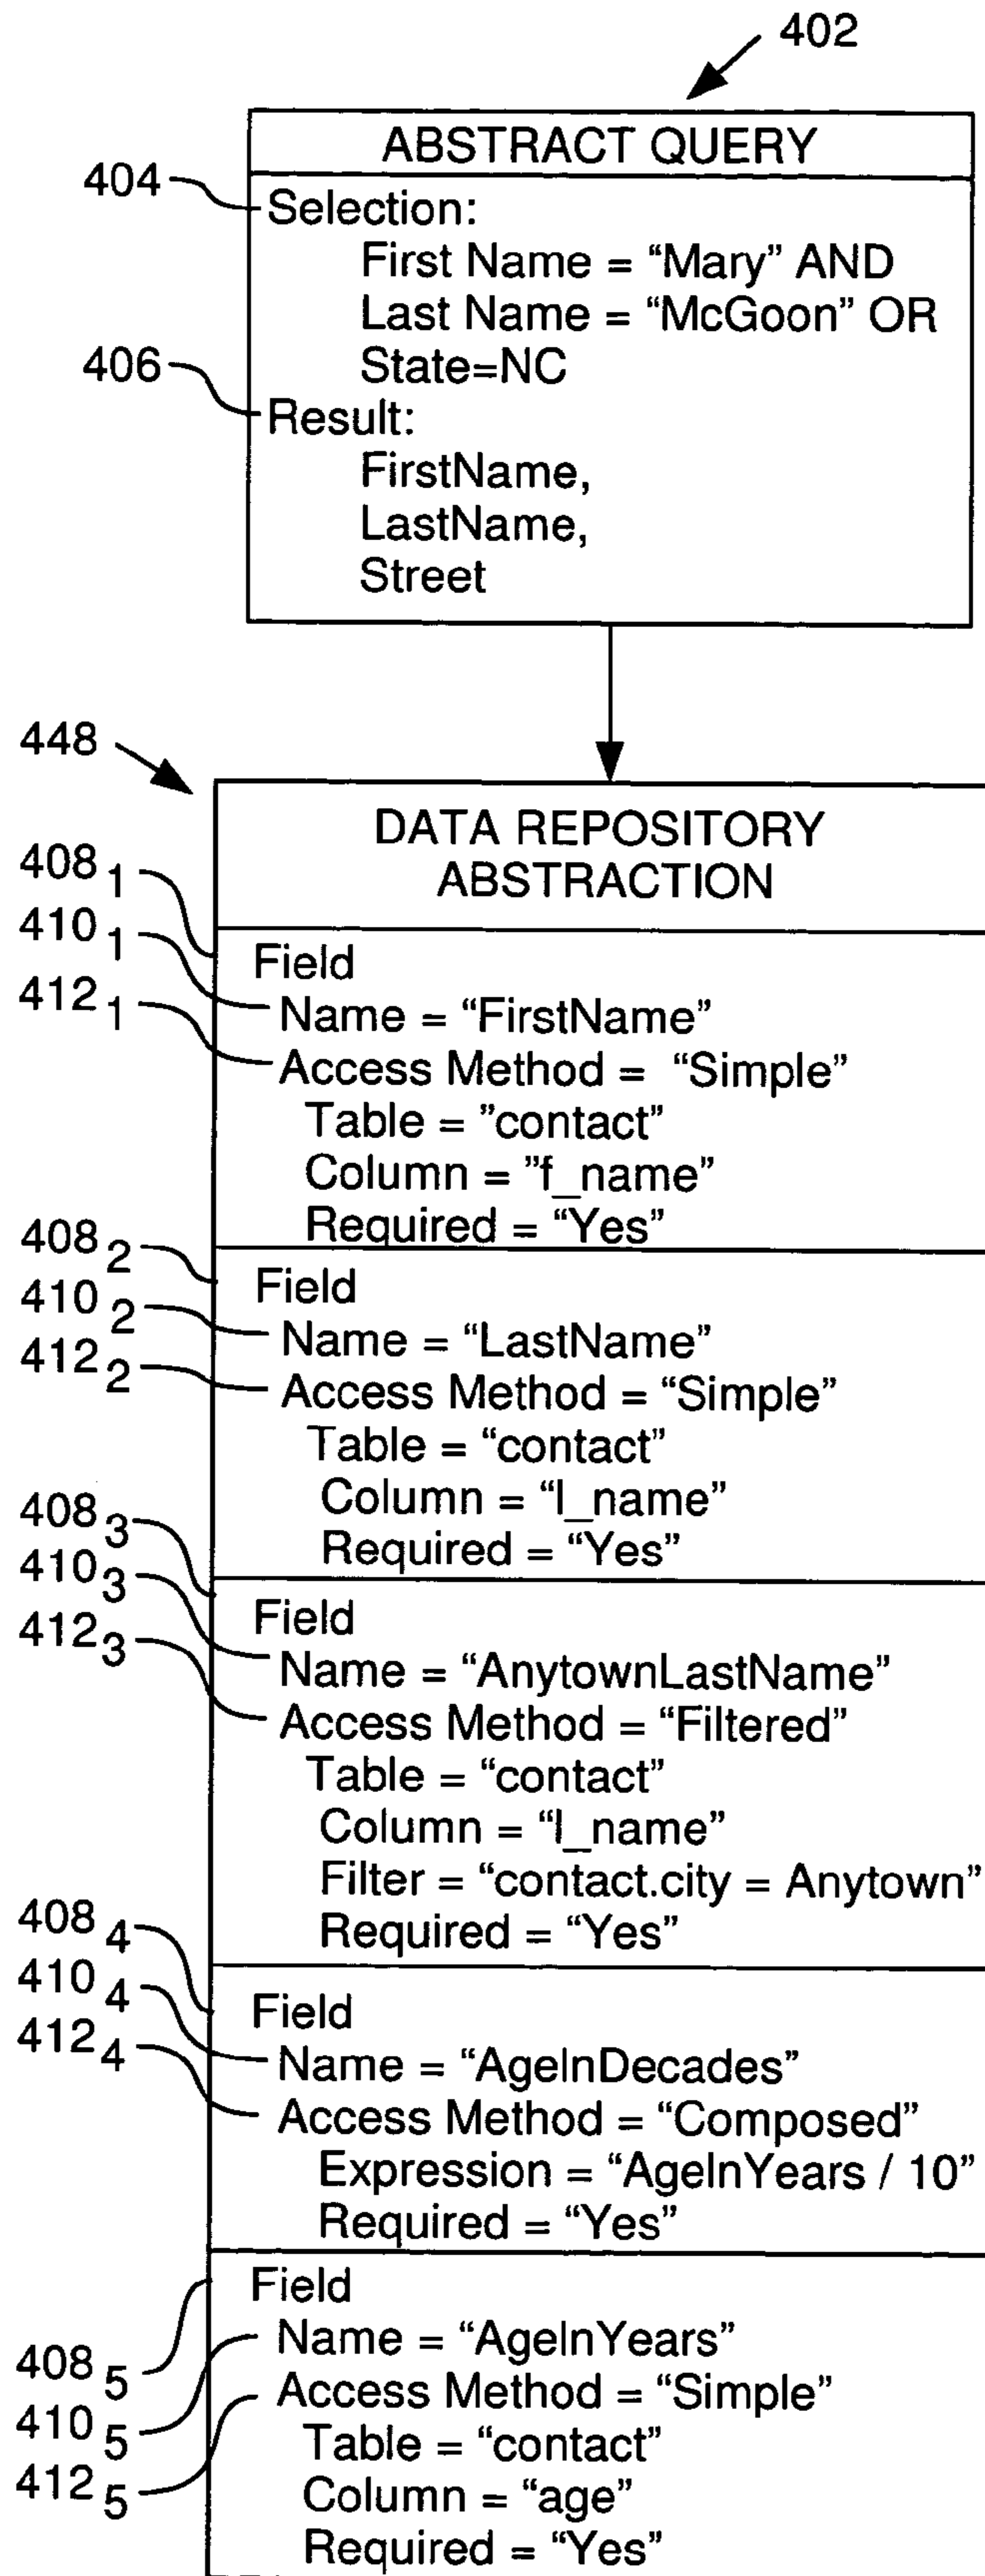 402
ABSTRACT QUERY
404
Selection:
First Name = “Mary” AND
Last Name = “McGoon” OR
406
State=NC
Result:
FirstName,
LastName,
Street
448
DATA REPOSITORY
ABSTRACTION
408 1
410 1
Field
412 1
Name = “FirstName”
Access Method = “Simple”
Table = ”contact”
Column = ”f_name”
Required = “Yes”
408 2
Field
410 2
Name = “LastName”
412 2
Access Method = “Simple”
Table = “contact”
Column = “l_name”
Required = “Yes”
408 3
410 3
Field
412 3
Name = “AnytownLastName”
Access Method = “Filtered”
Table = “contact”
Column = “l_name”
Filter = “contact.city = Anytown”
Required = “Yes”
408 4
410 4
Field
412 4
Name = “AgeInDecades”
Access Method = “Composed”
Expression = “AgeInYears / 10”
Required = “Yes”
Field
Name = “AgeInYears”
408 5
Access Method = “Simple”
410 5
Table = “contact”
412 5
Column = “age”
Required = “Yes”